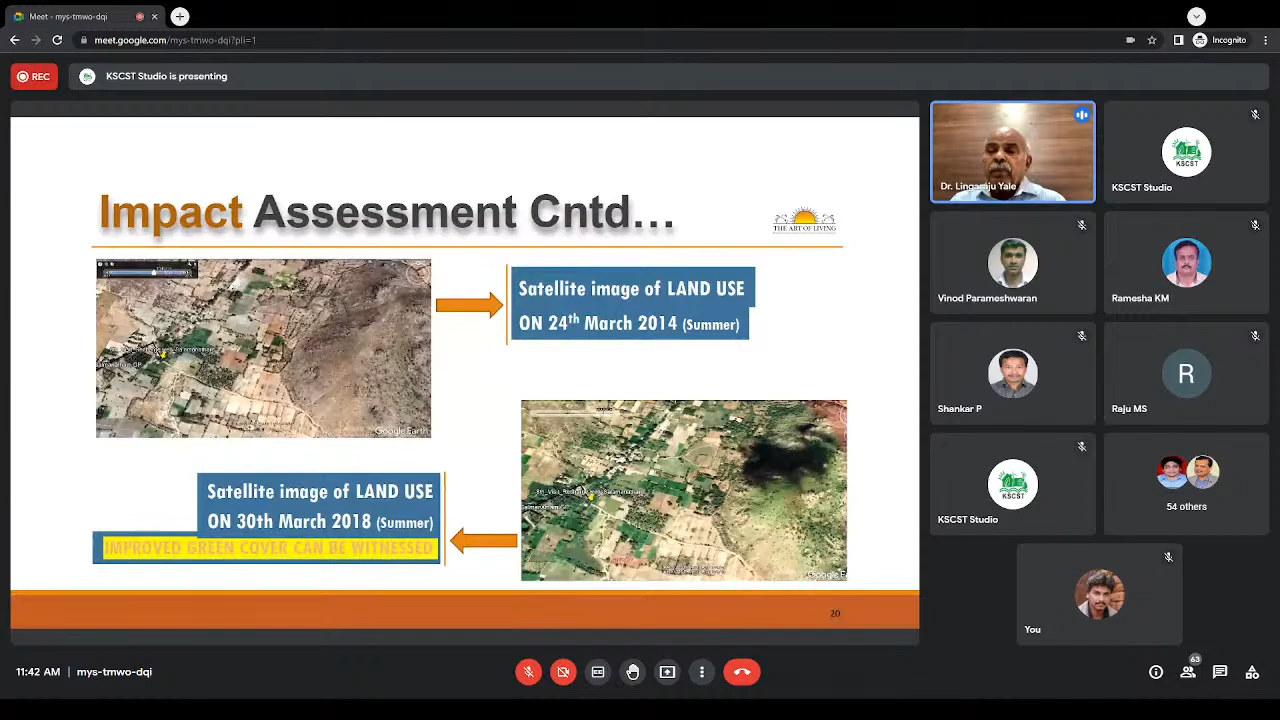 Meet - mys-tmwo-dqi
meet.google.com/mys-tmwo-dqi?pli=1
Incognito
REC
KSCST Studio is presenting
Impact Assessment Cntd...
THE ART OF LIVING
Satellite image of LAND USE
ON 24th March 2014 (Summer)
Google Earth
Satellite image of LAND USE
ON 30th March 2018 (Summer)
IMPROVED GREEN COVER CAN BE WITNESSED
Google Ea
20
Dr. Lingaraju Yale
KSCST
KSCST Studio
Vinod Parameshwaran
Ramesha KM
Shankar P
R
Raju MS
KSCST
KSCST Studio
54 others
You
11:42 AM | mys-tmwo-dqi
63